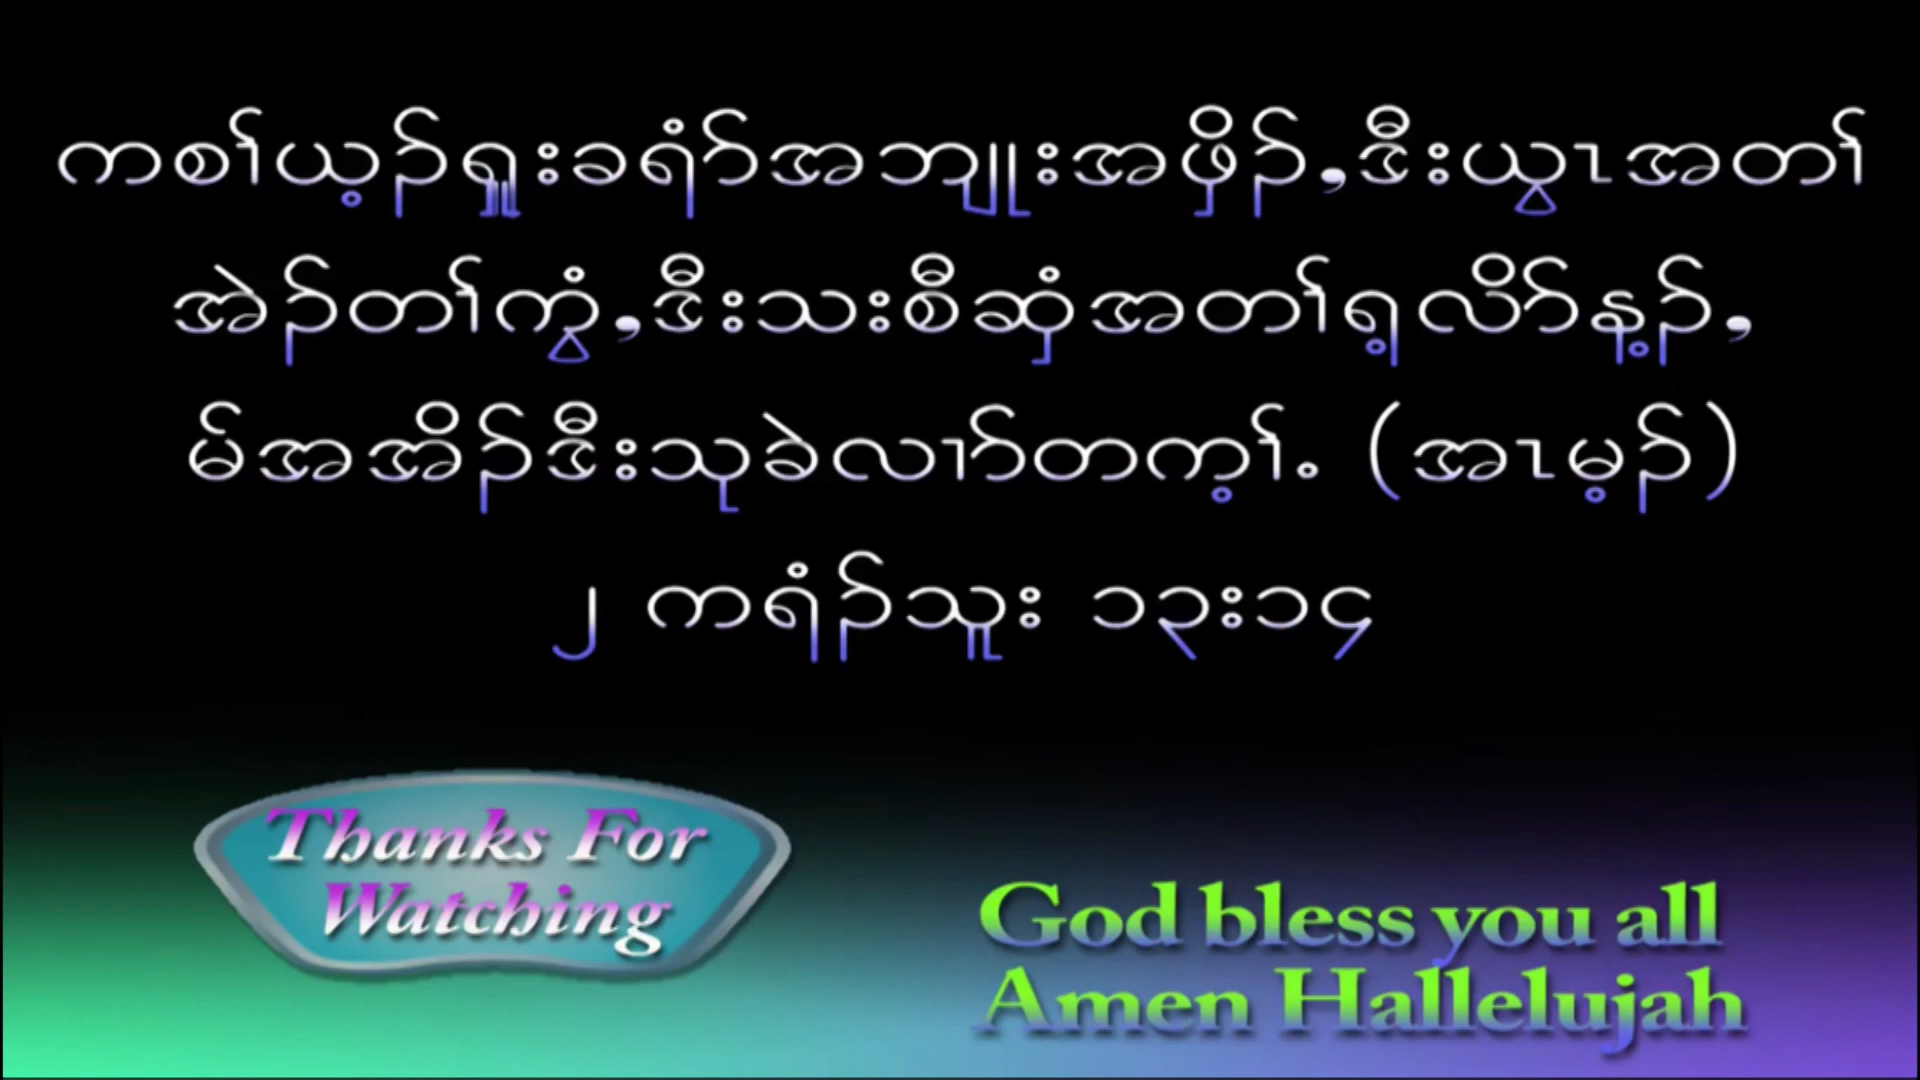 ကစၢ်ယ့ၣ်ရှူးခရံာ်အဘျုးအဖှိၣ်,ဒီးယွၤအတၢ်
အဲၣ်တၢ်ကွံ,ဒီးသးစီဆှံအတၢ်ရ့လိာ်န့ၣ်,
မ်အအိၣ်ဒီးသုခဲလၢာ်တက့ၢ်. (အၤမ့ၣ်)
၂ ကရံၣ်သူး ၁၃း၁၄
Thanks For
Watching
God bless you all
Amen Hallelujah